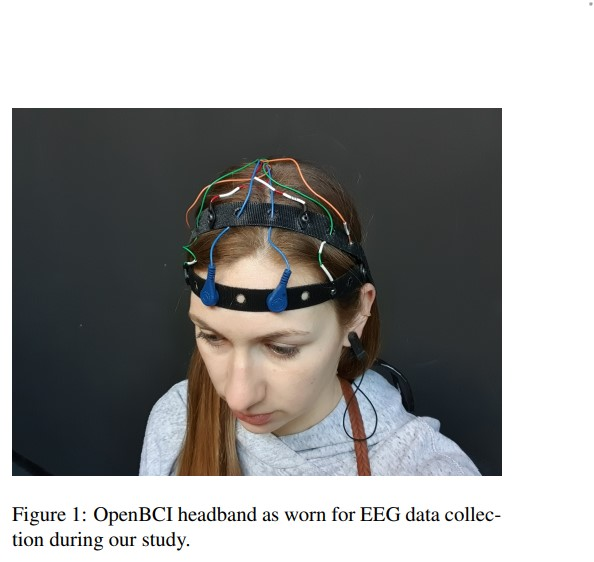 Figure 1: OpenBCI headband as worn for EEG data collec-
tion during our study.